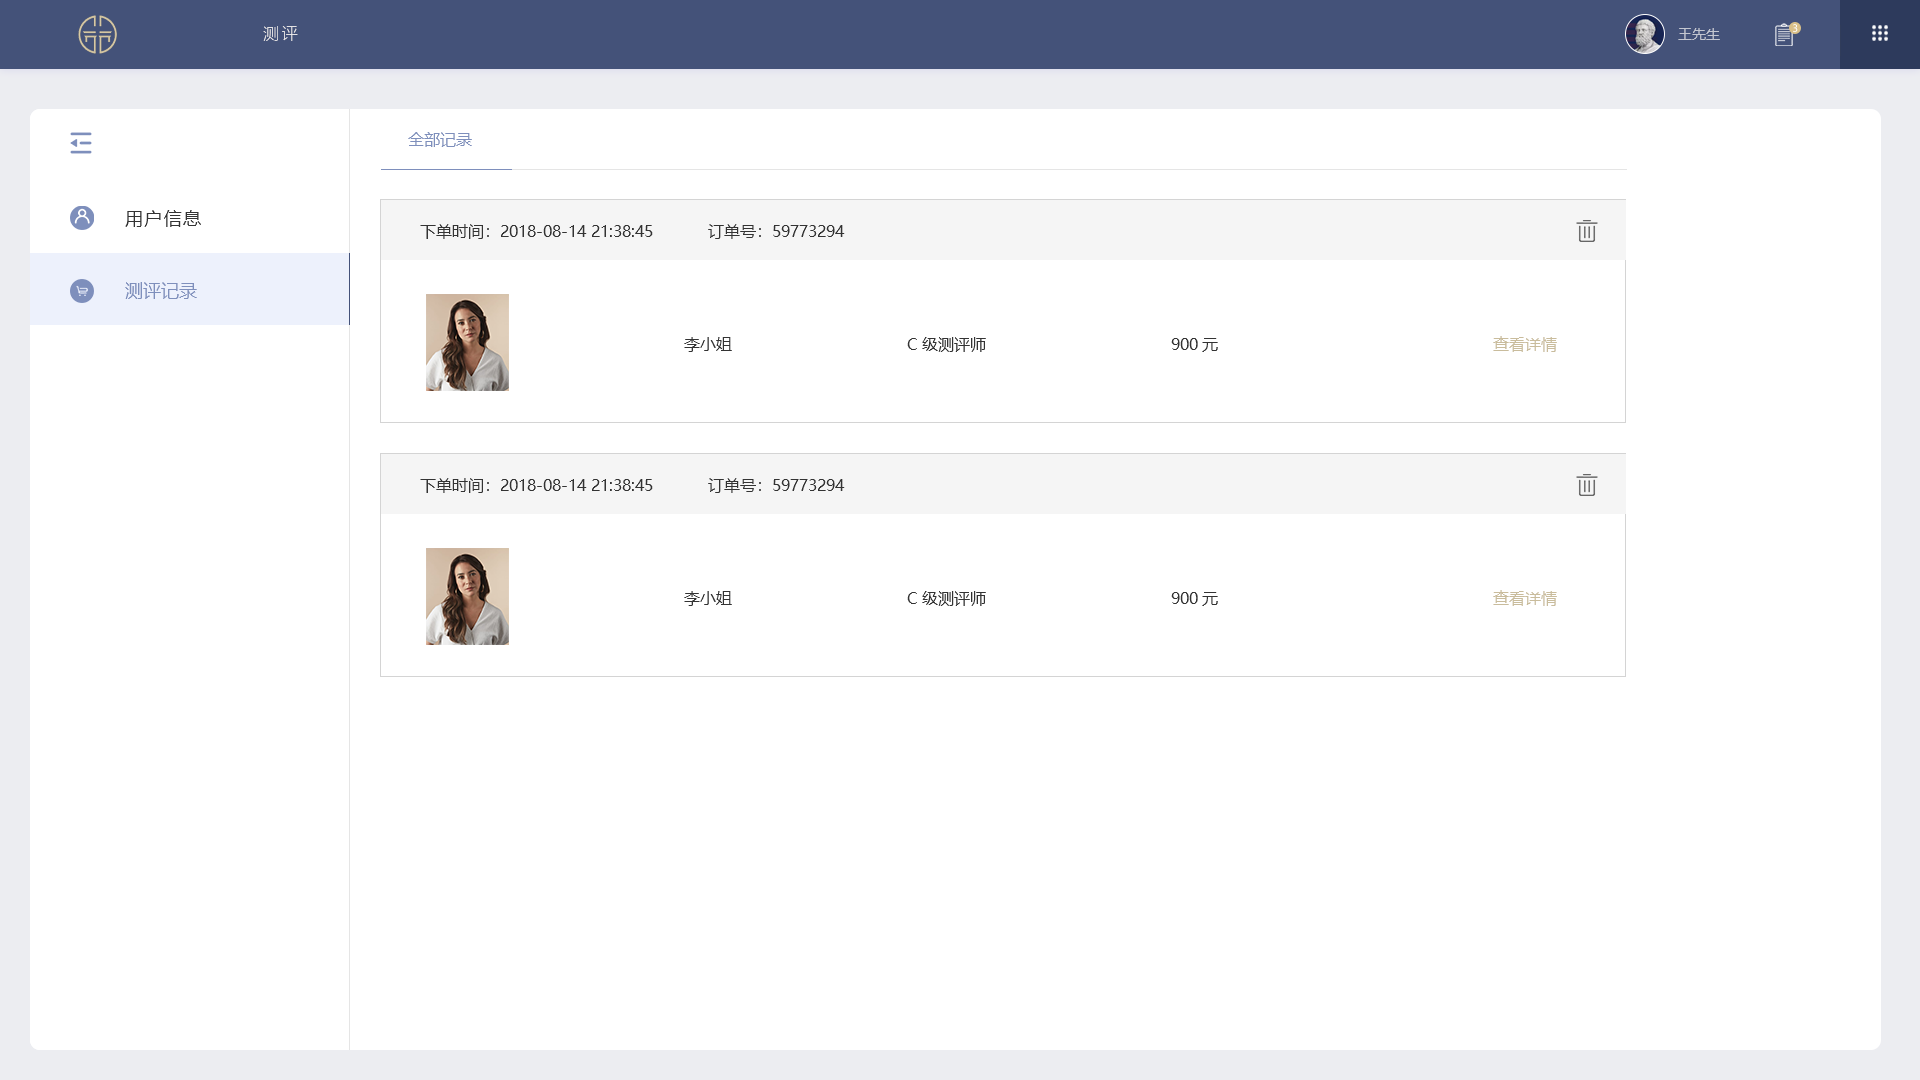 测评
王先生
3
全部记录
用户信息
测评记录
下单时间：2018-08-14 21:38:45 订单号：59773294
李小姐 C 级测评师 900 元 查看详情
下单时间：2018-08-14 21:38:45 订单号：59773294
李小姐 C 级测评师 900 元 查看详情